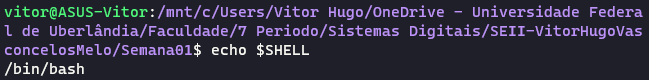 vitor@ASUS-Vitor:/mnt/c/Users/Vitor Hugo/OneDrive - Universidade Federa
l de Uberlândia/Faculdade/7 Periodo/Sistemas Digitais/SEII-VitorHugoVas
concelosMelo/Semana01$ echo $SHELL
/bin/bash